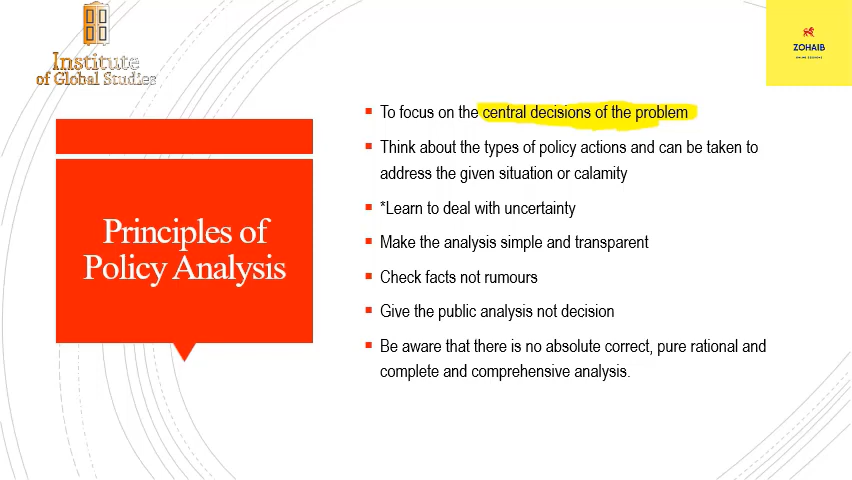 Institute
of Global Studies
ZOHAIB
ONLINE SESSIONS
Principles of
Policy Analysis
To focus on the central decisions of the problem
Think about the types of policy actions and can be taken to
address the given situation or calamity
*Learn to deal with uncertainty
Make the analysis simple and transparent
Check facts not rumours
Give the public analysis not decision
Be aware that there is no absolute correct, pure rational and
complete and comprehensive analysis.